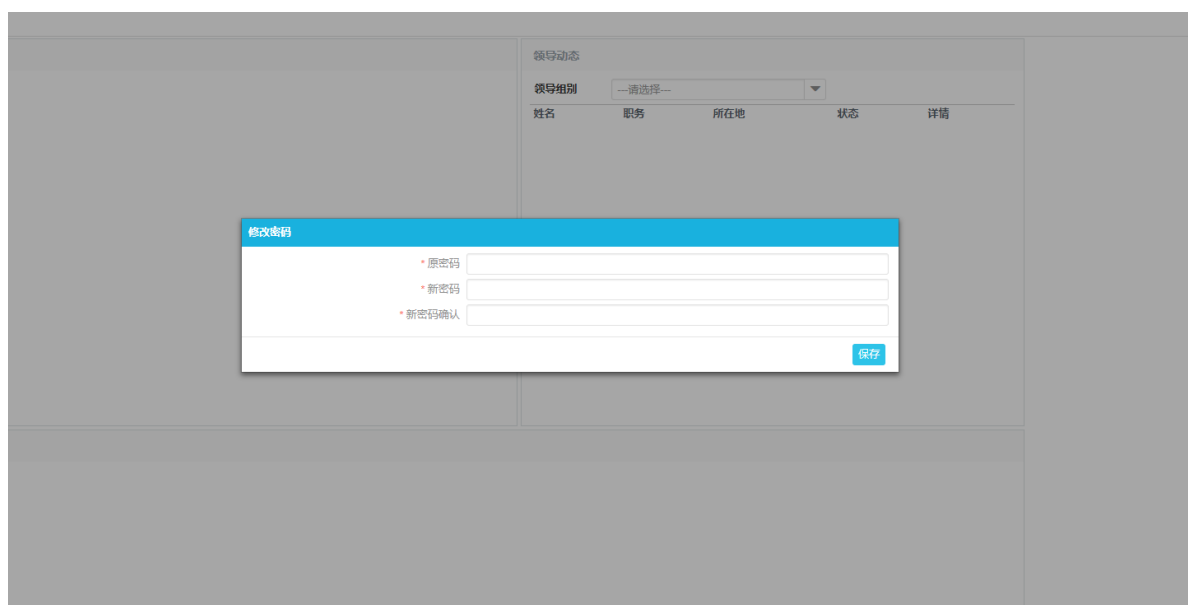 领导动态
领导组别 ---请选择---
姓名 职务 所在地 状态 详情
修改密码
* 原密码
* 新密码
* 新密码确认
保存